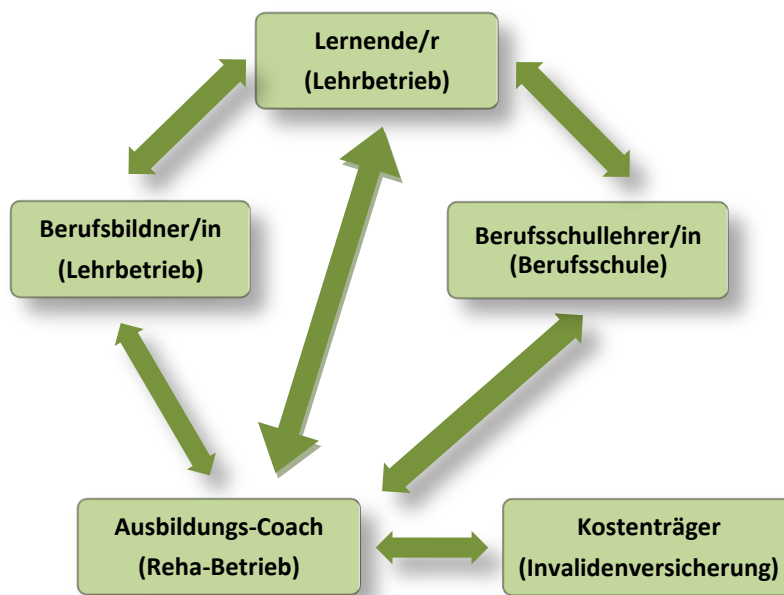 Lernende/r
(Lehrbetrieb)
Berufsbildner/in
(Lehrbetrieb)
Berufsschullehrer/in
(Berufsschule)
Ausbildungs-Coach
(Reha-Betrieb)
Kostenträger
(Invalidenversicherung)